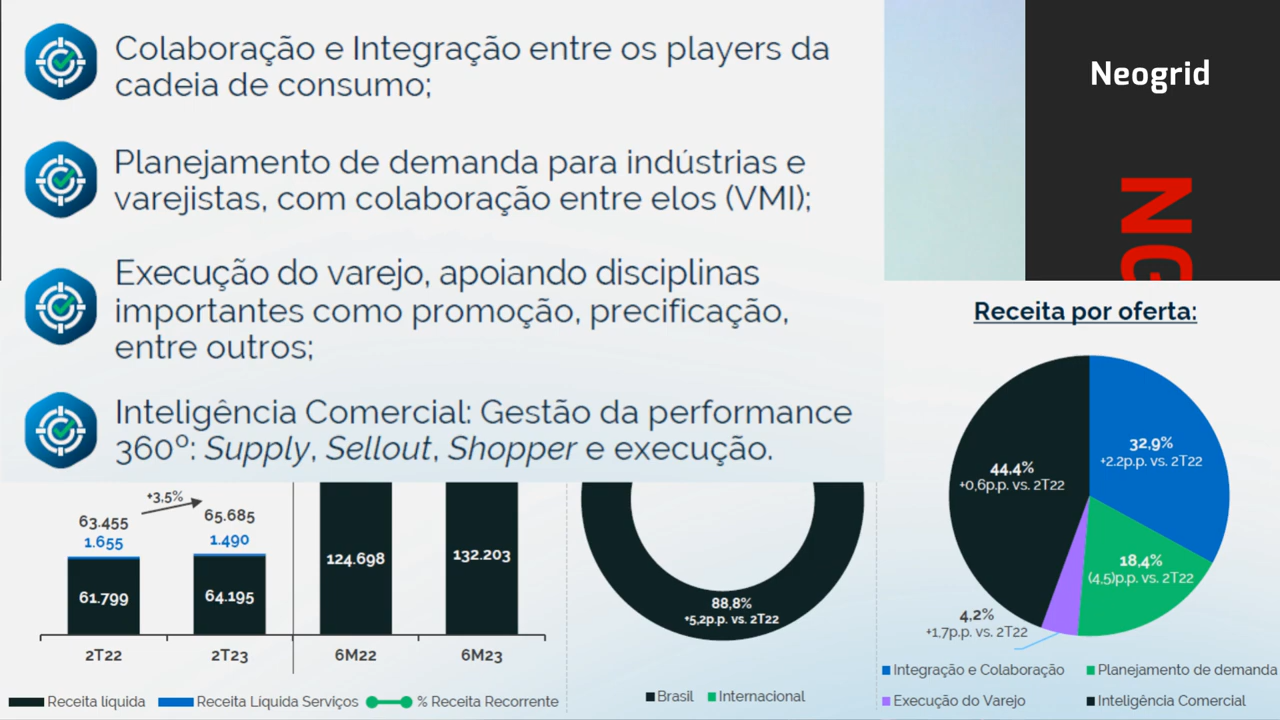 Colaboração e Integração entre os players da
cadeia de consumo;
Planejamento de demanda para indústrias e
varejistas, com colaboração entre elos (VMI);
Execução do varejo, apoiando disciplinas
importantes como promoção, precificação,
entre outros;
Inteligência Comercial: Gestão da performance
360º: Supply, Sellout, Shopper e execução.
Neogrid
NG
+3.5%
63.455
1.655
61.799
65.685
1.490
64.195
124.698
132.203
2T22
2T23
6M22
6M23
Receita líquida
Receita Líquida Serviços
% Receita Recorrente
88,8%
+5,2p.p. vs. 2T22
Brasil
Internacional
Receita por oferta:
44,4%
+0,6p.p. vs. 2T22
32,9%
+2.2p.p. vs. 2T22
18,4%
(4,5)p.p. vs. 2T22
4,2%
+1,7p.p. vs. 2T22
Integração e Colaboração
Planejamento de demanda
Execução do Varejo
Inteligência Comercial